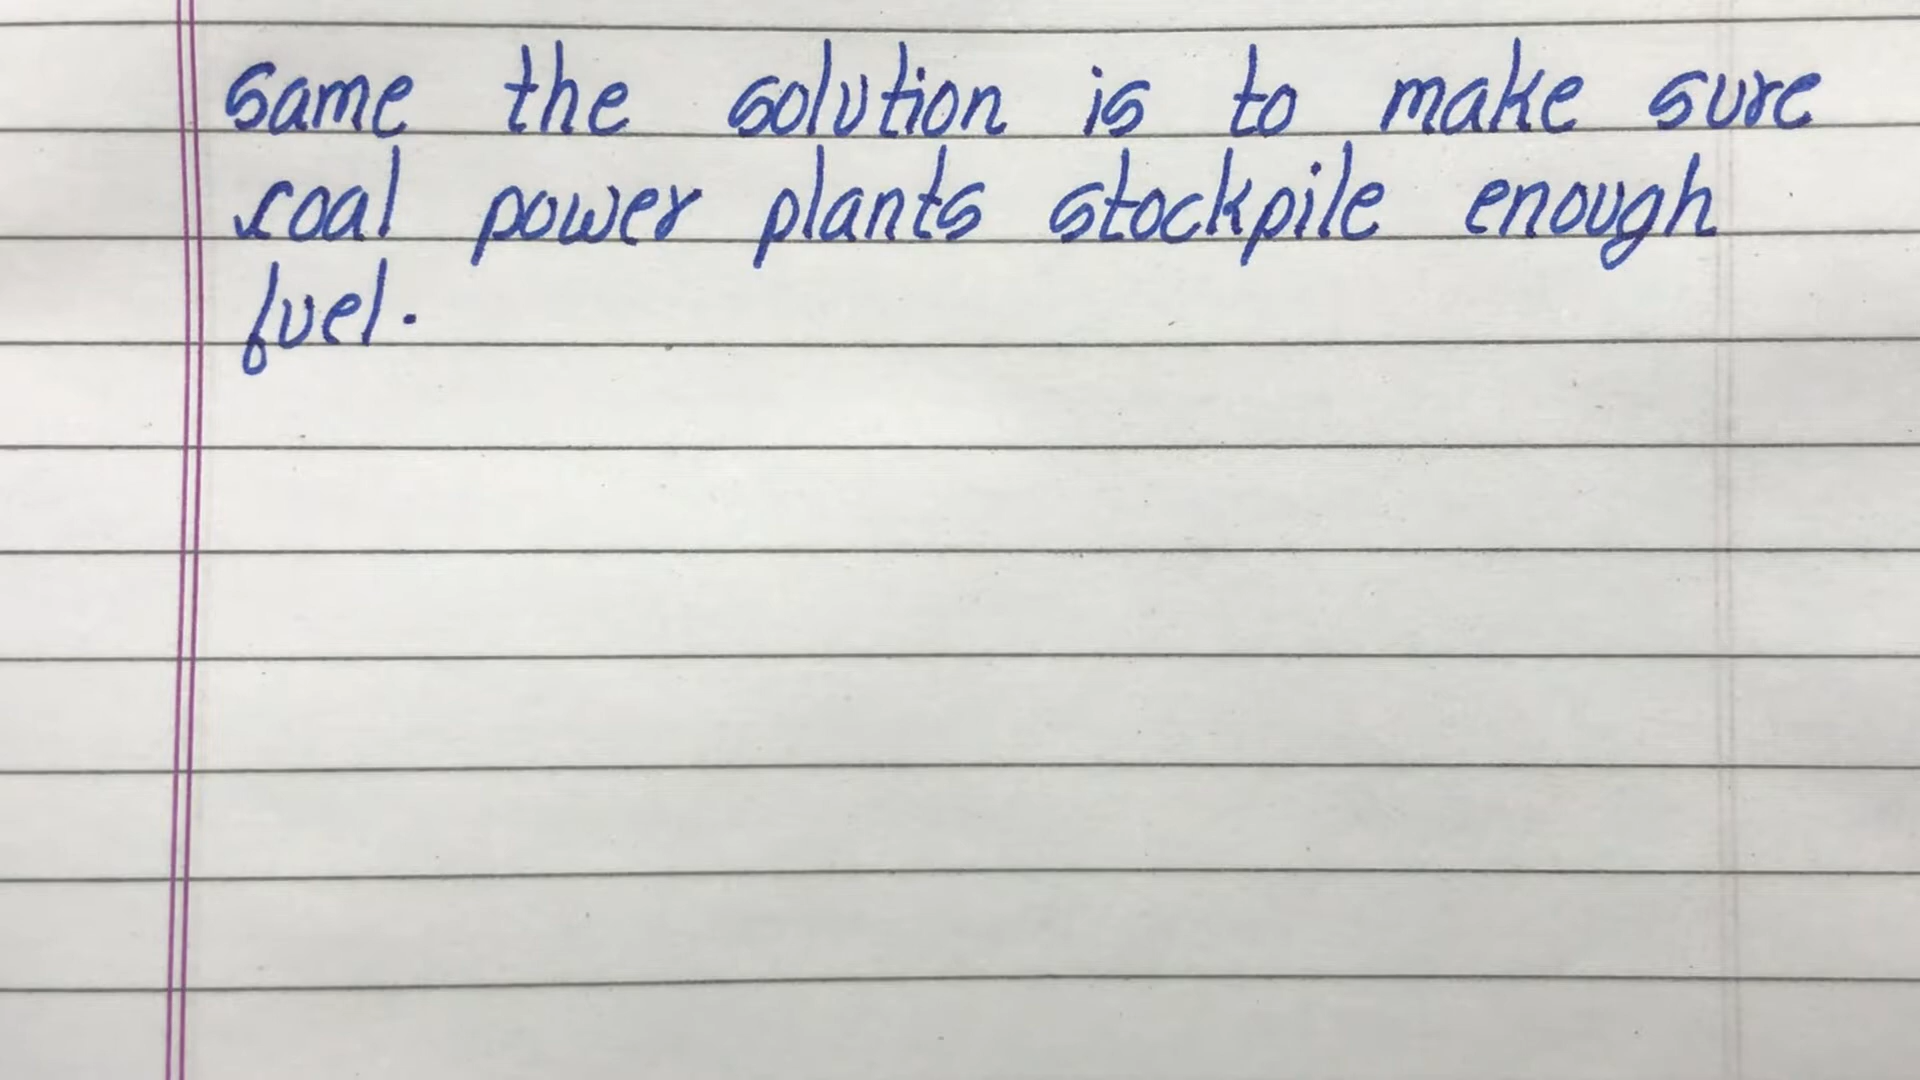 same the solution is to make sure
coal power plants stockpile enough
fuel.